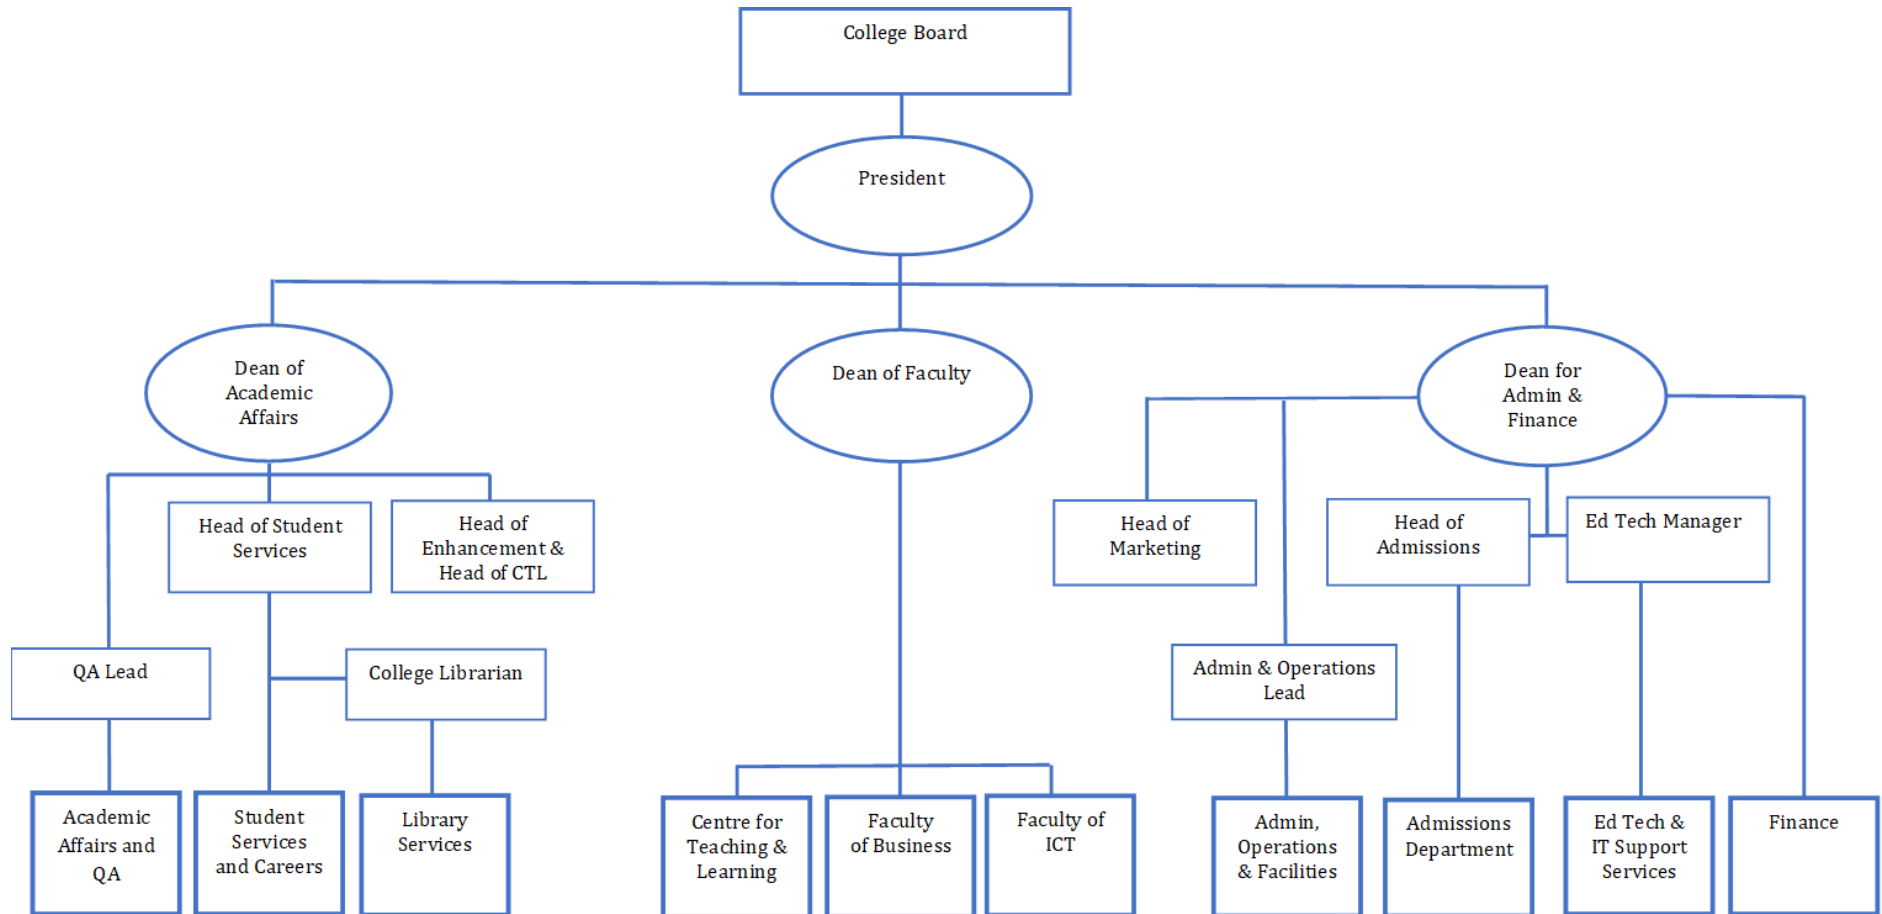 College Board
President
Dean of
Academic
Affairs
Dean of Faculty
Dean for
Admin &
Finance
Head of Student
Services
Head of
Enhancement &
Head of CTL
Head of
Marketing
Head of
Admissions
Ed Tech Manager
QA Lead
College Librarian
Admin & Operations
Lead
Academic
Affairs and
QA
Student
Services
and Careers
Library
Services
Centre for
Teaching &
Learning
Faculty
of Business
Faculty of
ICT
Admin,
Operations
& Facilities
Admissions
Department
Ed Tech &
IT Support
Services
Finance